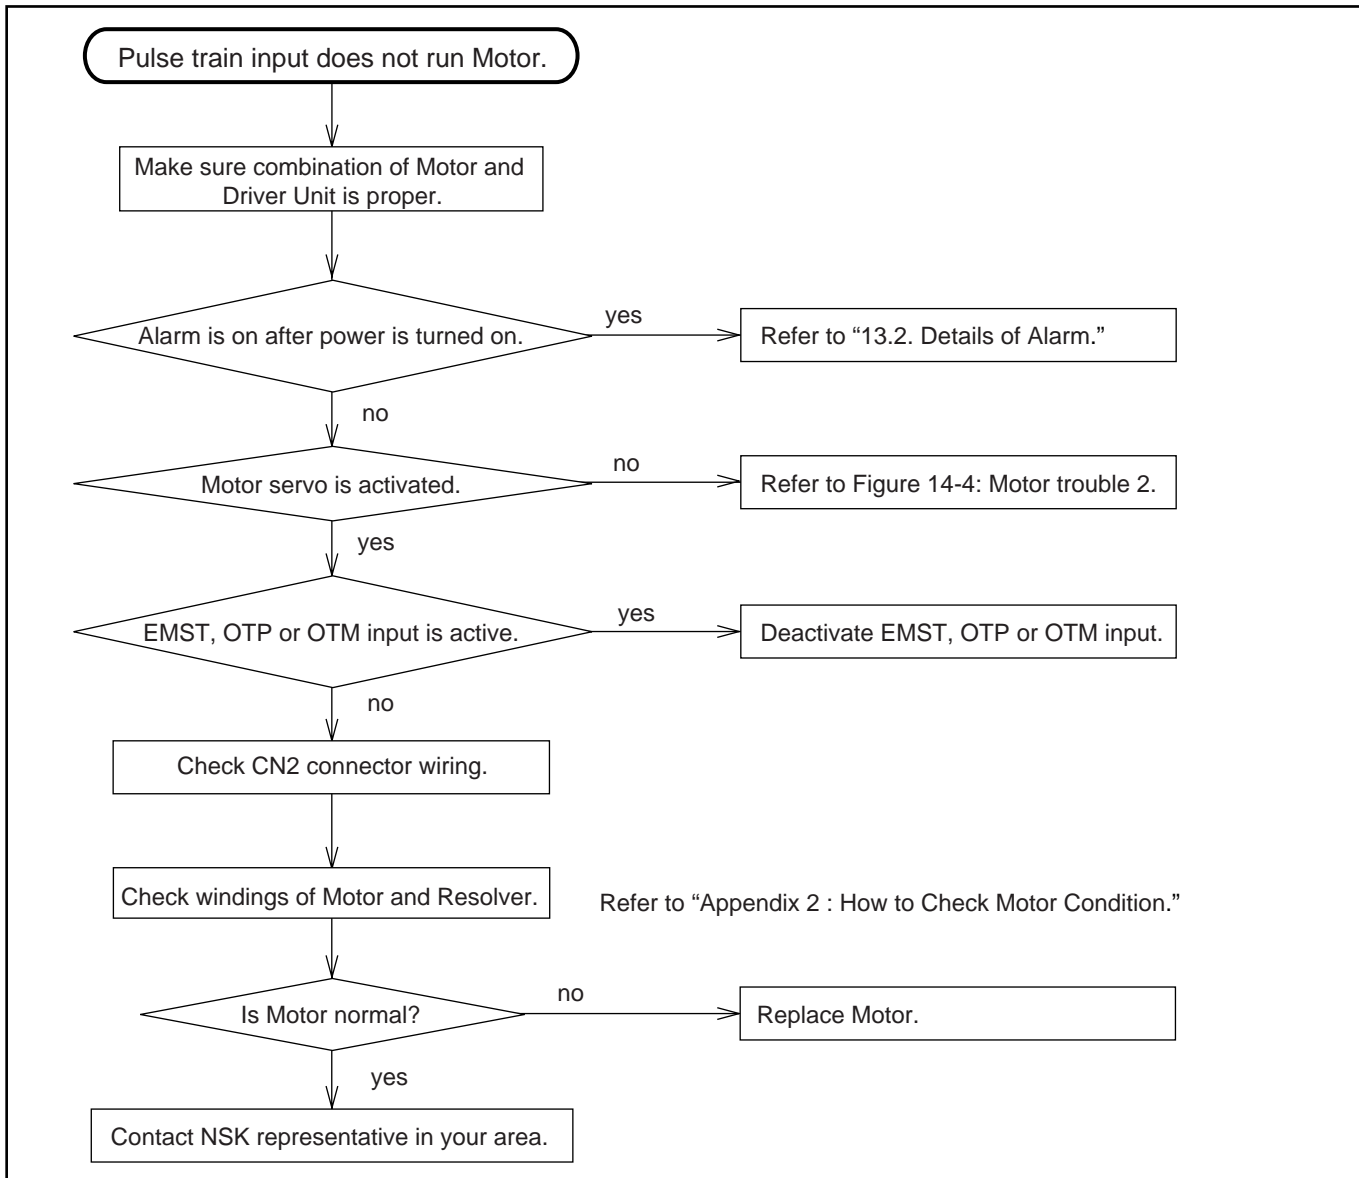 Pulse train input does not run Motor.
Make sure combination of Motor and
Driver Unit is proper.
Alarm is on after power is turned on.
yes
Refer to “13.2. Details of Alarm.”
no
Motor servo is activated.
no
Refer to Figure 14-4: Motor trouble 2.
yes
EMST, OTP or OTM input is active.
yes
Deactivate EMST, OTP or OTM input.
no
Check CN2 connector wiring.
Check windings of Motor and Resolver.
Refer to “Appendix 2 : How to Check Motor Condition.”
Is Motor normal?
no
Replace Motor.
yes
Contact NSK representative in your area.